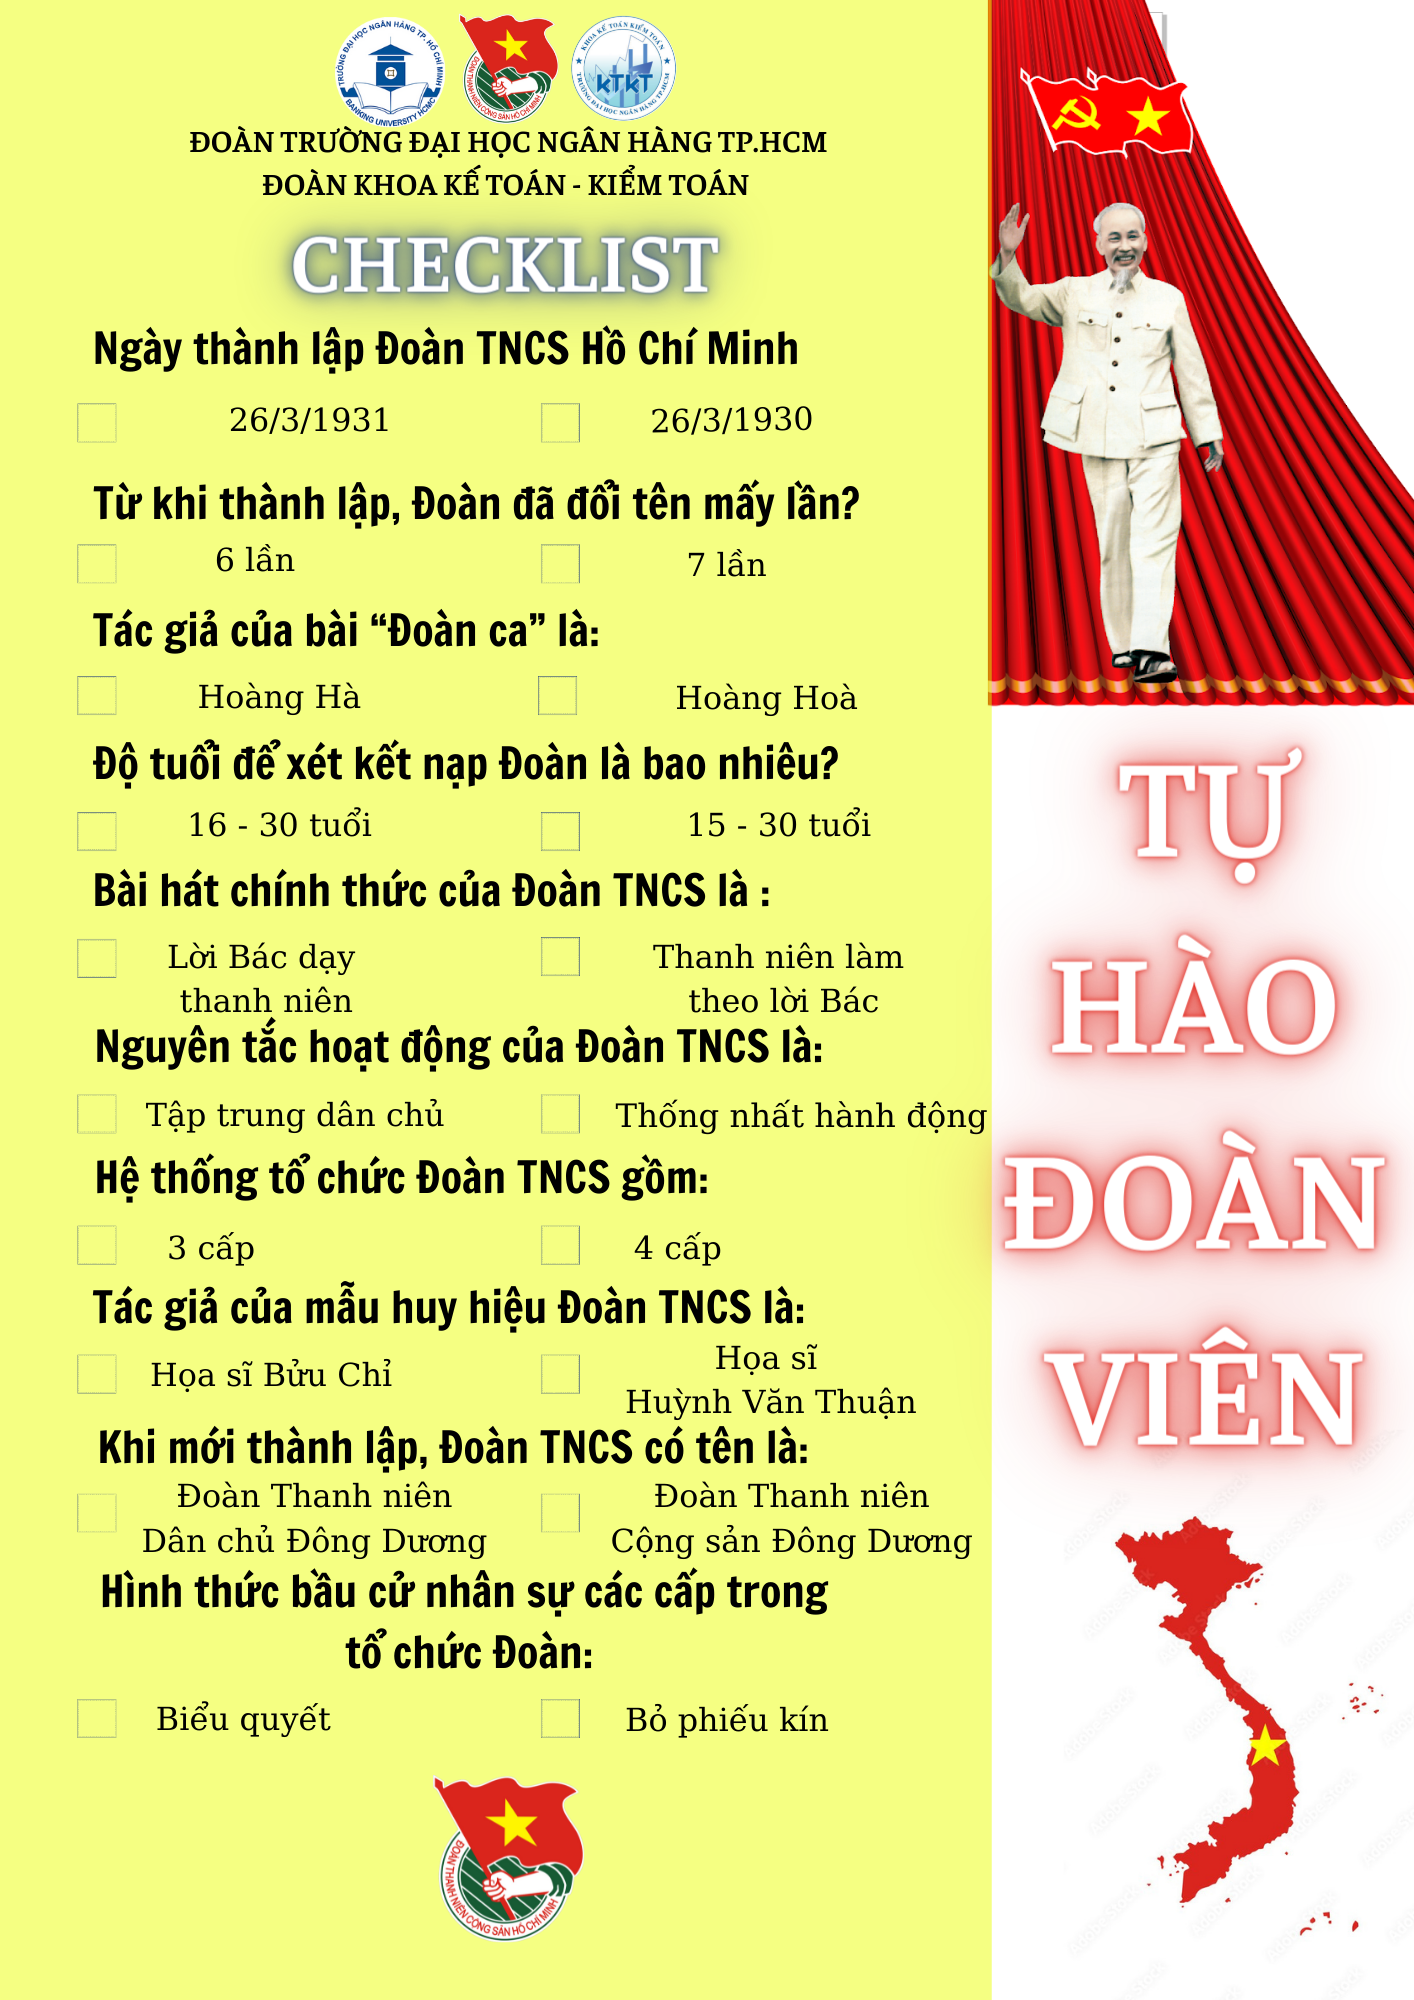 TRƯỜNG ĐẠI HỌC NGÂN HÀNG TP. HỒ CHÍ MINH
BANKING UNIVERSITY HCMC
ĐOÀN THANH NIÊN CỘNG SẢN HỒ CHÍ MINH
KHOA KẾ TOÁN KIỂM TOÁN
KTKT
TRƯỜNG ĐẠI HỌC NGÂN HÀNG TP.HCM
ĐOÀN TRƯỜNG ĐẠI HỌC NGÂN HÀNG TP.HCM
ĐOÀN KHOA KẾ TOÁN - KIỂM TOÁN
CHECKLIST
Ngày thành lập Đoàn TNCS Hồ Chí Minh
26/3/1931 26/3/1930
Từ khi thành lập, Đoàn đã đổi tên mấy lần?
6 lần 7 lần
Tác giả của bài “Đoàn ca” là:
Hoàng Hà Hoàng Hoà
Độ tuổi để xét kết nạp Đoàn là bao nhiêu?
16 - 30 tuổi 15 - 30 tuổi
Bài hát chính thức của Đoàn TNCS là :
Lời Bác dạy
thanh niên
Thanh niên làm
theo lời Bác
Nguyên tắc hoạt động của Đoàn TNCS là:
Tập trung dân chủ Thống nhất hành động
Hệ thống tổ chức Đoàn TNCS gồm:
3 cấp 4 cấp
Tác giả của mẫu huy hiệu Đoàn TNCS là:
Họa sĩ Bửu Chỉ
Họa sĩ
Huỳnh Văn Thuận
Khi mới thành lập, Đoàn TNCS có tên là:
Đoàn Thanh niên
Dân chủ Đông Dương
Đoàn Thanh niên
Cộng sản Đông Dương
Hình thức bầu cử nhân sự các cấp trong
tổ chức Đoàn:
Biểu quyết Bỏ phiếu kín
ĐOÀN THANH NIÊN CỘNG SẢN HỒ CHÍ MINH
TỰ
HÀO
ĐOÀN
VIÊN
Adobe Stock